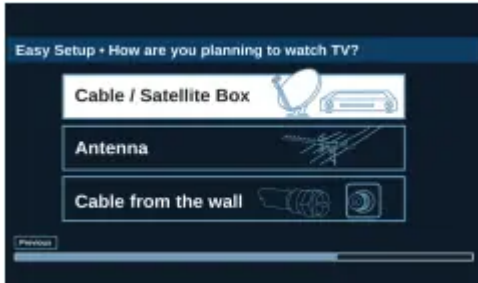 Easy Setup • How are you planning to watch TV?
Cable / Satellite Box
Antenna
Cable from the wall
Previous